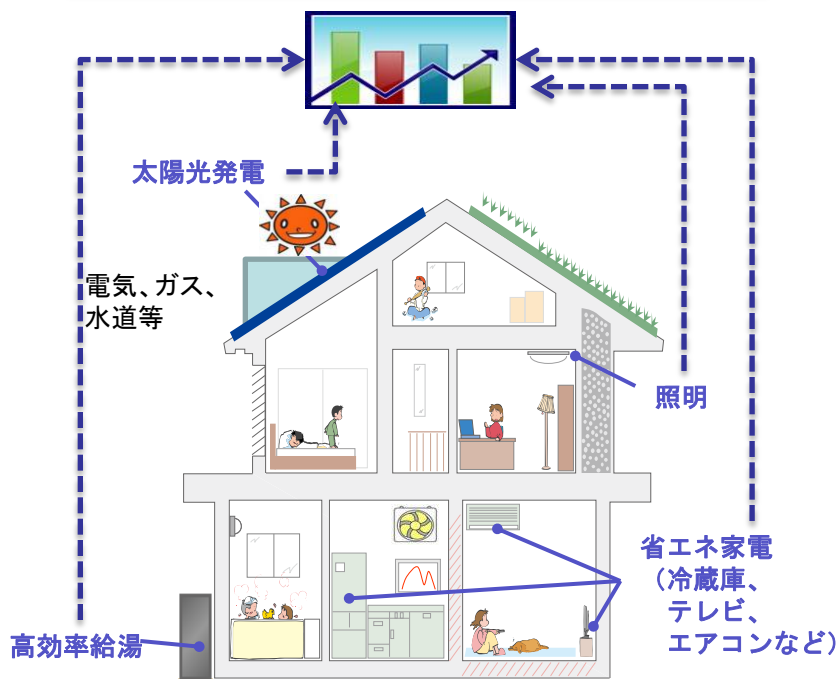 太陽光発電
電気、ガス、
水道等
照明
省エネ家電
（冷蔵庫、
テレビ、
エアコンなど）
高効率給湯